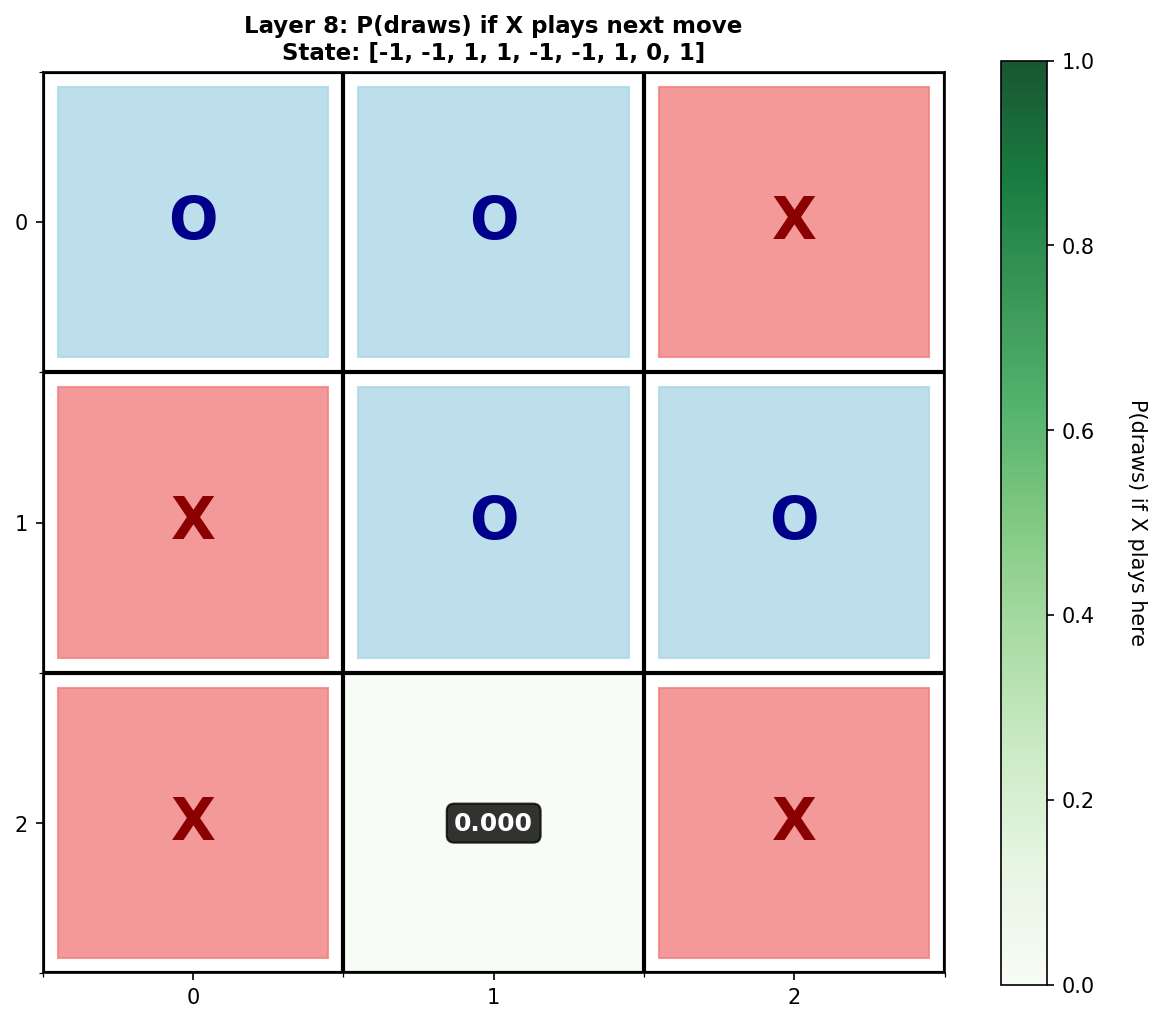 Layer 8: P(draws) if X plays next move
State: [-1, -1, 1, 1, -1, -1, 1, 0, 1]
O
O
X
X
O
O
X
0.000
X
0
1
2
0
1
2
1.0
0.8
0.6
0.4
0.2
0.0
P(draws) if X plays here